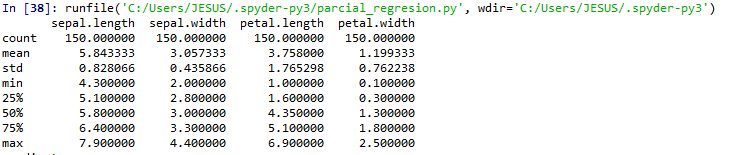 In [38]: runfile('C:/Users/JESUS/.spyder-py3/parcial_regresion.py', wdir='C:/Users/JESUS/.spyder-py3')
sepal.length sepal.width petal.length petal.width
count 150.000000 150.000000 150.000000 150.000000
mean 5.843333 3.057333 3.758000 1.199333
std 0.828066 0.435866 1.765298 0.762238
min 4.300000 2.000000 1.000000 0.100000
25% 5.100000 2.800000 1.600000 0.300000
50% 5.800000 3.000000 4.350000 1.300000
75% 6.400000 3.300000 5.100000 1.800000
max 7.900000 4.400000 6.900000 2.500000